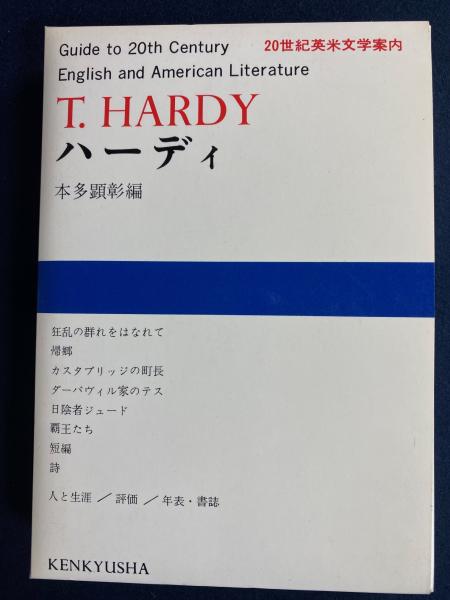 Guide to 20th Century 20世紀英米文学案内
English and American Literature
T. HARDY
ハーディ
本多顕彰編
狂乱の群れをはなれて
帰郷
カスタブリッジの町長
ダーバヴィル家のテス
日陰者ジュード
覇王たち
短編
詩
人と生涯／評価／年表・書誌
KENKYUSHA